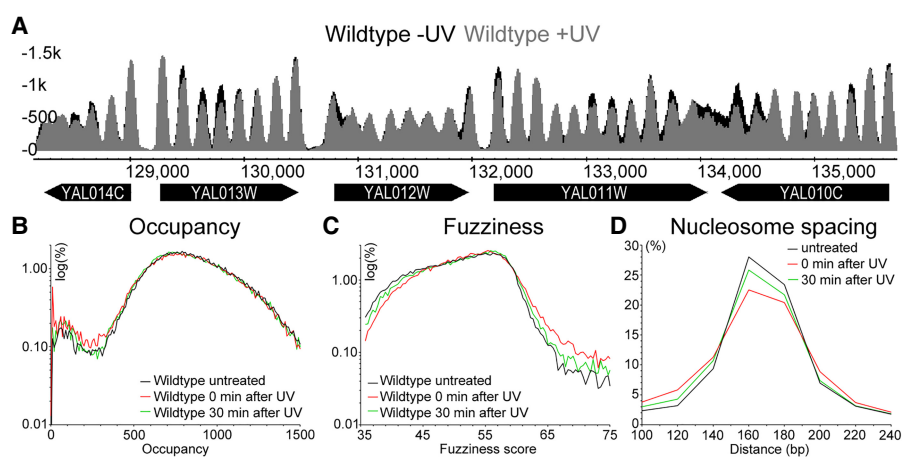 A
Wildtype -UV Wildtype +UV
-1.5k
-1k
-500
-0
129,000 130,000 131,000 132,000 133,000 134,000 135,000
YAL014C YAL013W YAL012W YAL011W YAL010C
B Occupancy
log(%)
1.00
0.10
0.01
Wildtype untreated
Wildtype 0 min after UV
Wildtype 30 min after UV
0 500 1000 1500
Occupancy
C Fuzziness
log(%)
1.00
0.10
0.01
Wildtype untreated
Wildtype 0 min after UV
Wildtype 30 min after UV
35 45 55 65 75
Fuzziness score
D Nucleosome spacing
(%)
30
25
20
15
10
5
0
untreated
0 min after UV
30 min after UV
100 120 140 160 180 200 220 240
Distance (bp)